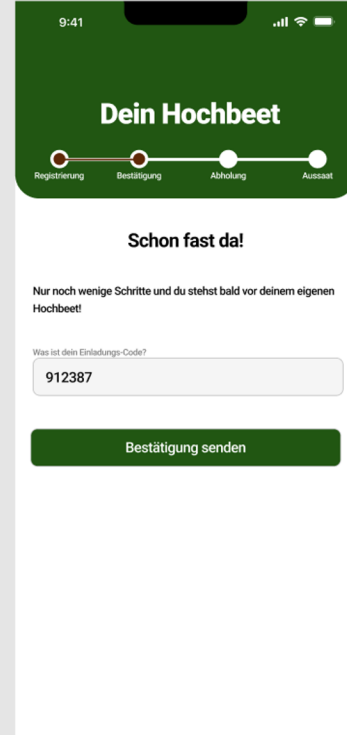 9:41
Dein Hochbeet
Registrierung Bestätigung Abholung Aussaat
Schon fast da!
Nur noch wenige Schritte und du stehst bald vor deinem eigenen
Hochbeet!
Was ist dein Einladungs-Code?
912387
Bestätigung senden